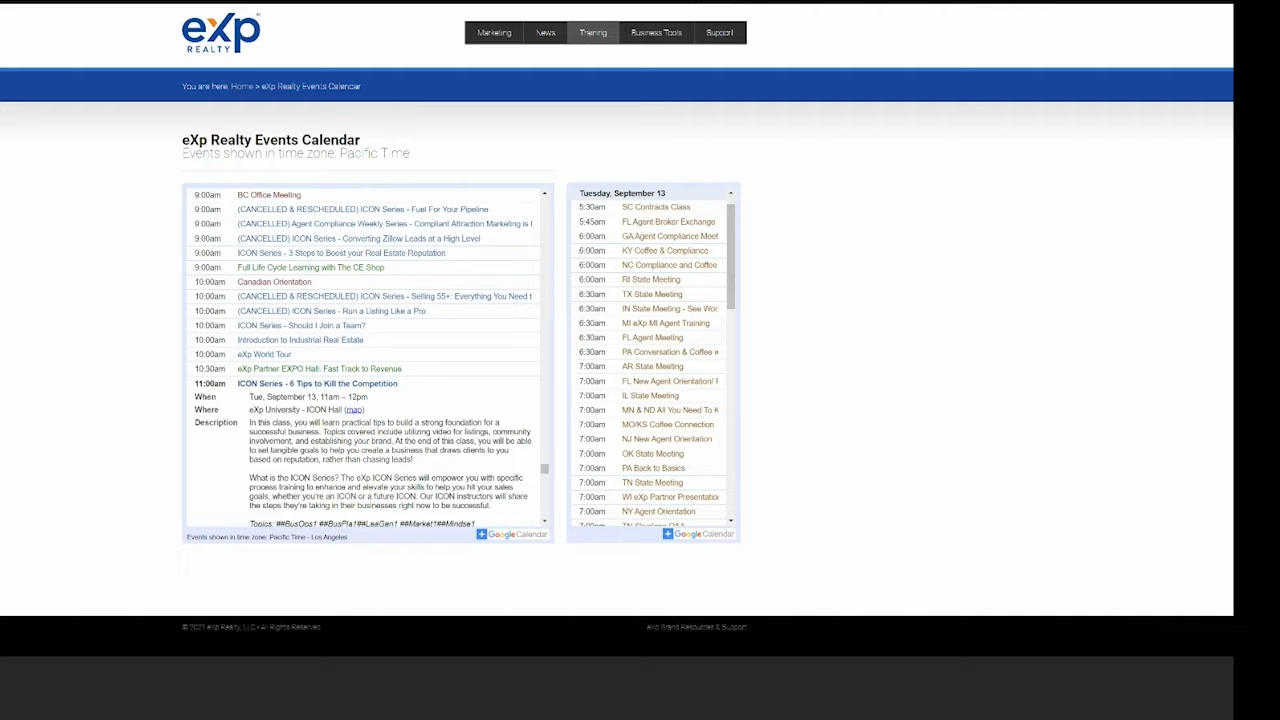 eXp
REALTY
Marketing News Training Business Tools Support
You are here: Home > eXp Realty Events Calendar
eXp Realty Events Calendar
Events shown in time zone: Pacific Time
9:00am BC Office Meeting
9:00am (CANCELLED & RESCHEDULED) ICON Series - Fuel For Your Pipeline
9:00am (CANCELLED) Agent Compliance Weekly Series - Compliant Attraction Marketing is
9:00am (CANCELLED) ICON Series - Converting Zillow Leads at a High Level
9:00am ICON Series - 3 Steps to Boost your Real Estate Reputation
9:00am Full Life Cycle Learning with The CE Shop
10:00am Canadian Orientation
10:00am (CANCELLED & RESCHEDULED) ICON Series - Selling 55+: Everything You Need t
10:00am (CANCELLED) ICON Series - Run a Listing Like a Pro
10:00am ICON Series - Should I Join a Team?
10:00am Introduction to Industrial Real Estate
10:00am eXp World Tour
10:30am eXp Partner EXPO Hall: Fast Track to Revenue
11:00am ICON Series - 6 Tips to Kill the Competition
When Tue, September 13, 11am – 12pm
Where eXp University - ICON Hall (map)
Description In this class, you will learn practical tips to build a strong foundation for a
successful business. Topics covered include utilizing video for listings, community
involvement, and establishing your brand. At the end of this class, you will be able
to set tangible goals to help you create a business that draws clients to you
based on reputation, rather than chasing leads!
What is the ICON Series? The eXp ICON Series will empower you with specific
process training to enhance and elevate your skills to help you hit your sales
goals, whether you're an ICON or a future ICON. Our ICON instructors will share
the steps they're taking in their businesses right now to be successful.
Topics: ##BusOps1 ##BusPla1##LeaGen1 ##Market1##Mindse1
Events shown in time zone: Pacific Time - Los Angeles
Google Calendar
Tuesday, September 13
5:30am SC Contracts Class
5:45am FL Agent Broker Exchange
6:00am GA Agent Compliance Meet
6:00am KY Coffee & Compliance
6:00am NC Compliance and Coffee
6:00am RI State Meeting
6:30am TX State Meeting
6:30am IN State Meeting - See Wor
6:30am MI eXp MI Agent Training
6:30am FL Agent Meeting
6:30am PA Conversation & Coffee w
7:00am AR State Meeting
7:00am FL New Agent Orientation/ F
7:00am IL State Meeting
7:00am MN & ND All You Need To K
7:00am MO/KS Coffee Connection
7:00am NJ New Agent Orientation
7:00am OK State Meeting
7:00am PA Back to Basics
7:00am TN State Meeting
7:00am WI eXp Partner Presentation
7:00am NY Agent Orientation
7:00am TN
Google Calendar
© 2021 eXp Realty, LLC • All Rights Reserved
eXp Brand Resources & Support